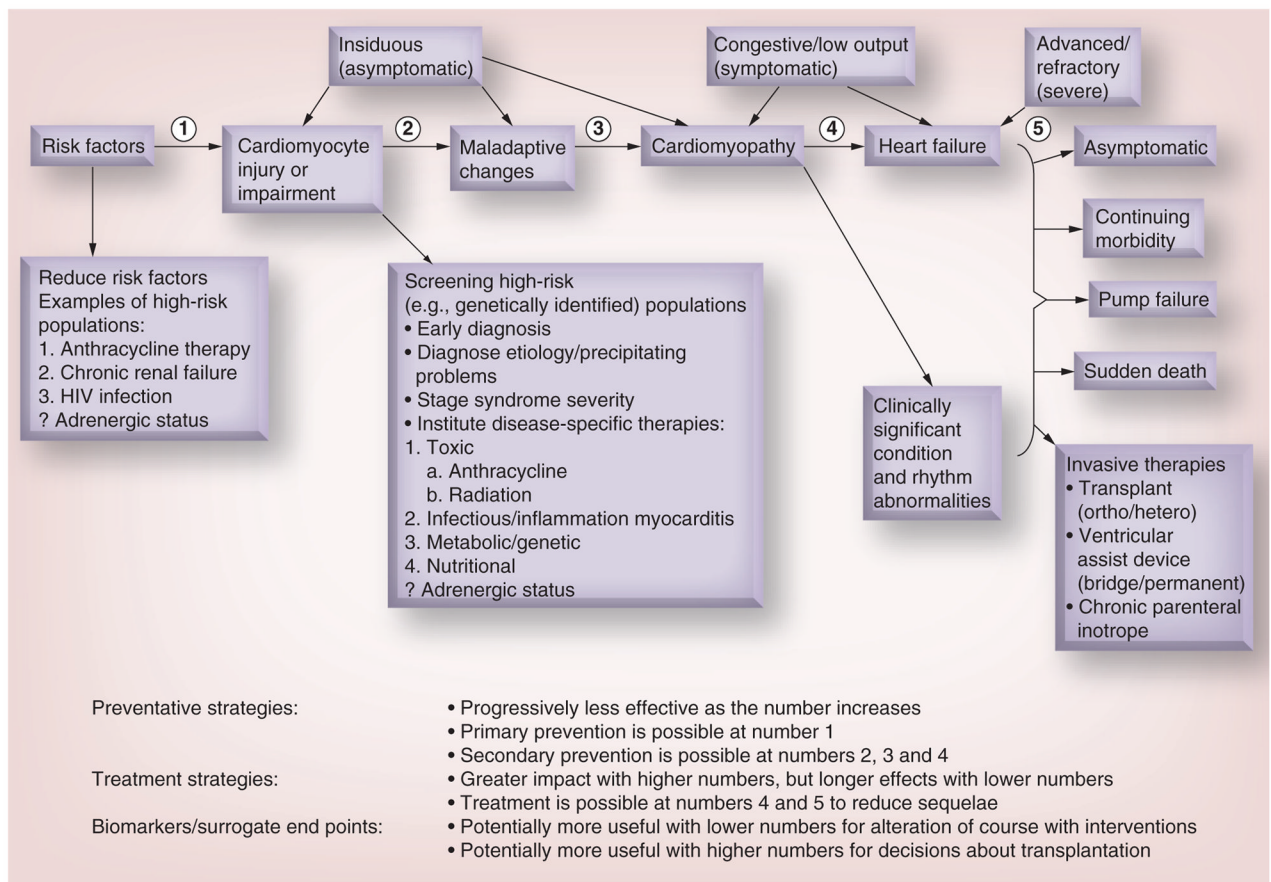 Insiduous
(asymptomatic)
Congestive/low output
(symptomatic)
Advanced/
refractory
(severe)
Risk factors
1
Cardiomyocyte
injury or
impairment
2
Maladaptive
changes
3
Cardiomyopathy
4
Heart failure
5
Asymptomatic
Continuing
morbidity
Pump failure
Sudden death
Reduce risk factors
Examples of high-risk
populations:
1. Anthracycline therapy
2. Chronic renal failure
3. HIV infection
? Adrenergic status
Screening high-risk
(e.g., genetically identified) populations
• Early diagnosis
• Diagnose etiology/precipitating
problems
• Stage syndrome severity
• Institute disease-specific therapies:
1. Toxic
a. Anthracycline
b. Radiation
2. Infectious/inflammation myocarditis
3. Metabolic/genetic
4. Nutritional
? Adrenergic status
Clinically
significant
condition
and rhythm
abnormalities
Invasive therapies
• Transplant
(ortho/hetero)
• Ventricular
assist device
(bridge/permanent)
• Chronic parenteral
inotrope
Preventative strategies:
• Progressively less effective as the number increases
• Primary prevention is possible at number 1
• Secondary prevention is possible at numbers 2, 3 and 4
Treatment strategies:
• Greater impact with higher numbers, but longer effects with lower numbers
• Treatment is possible at numbers 4 and 5 to reduce sequelae
Biomarkers/surrogate end points:
• Potentially more useful with lower numbers for alteration of course with interventions
• Potentially more useful with higher numbers for decisions about transplantation